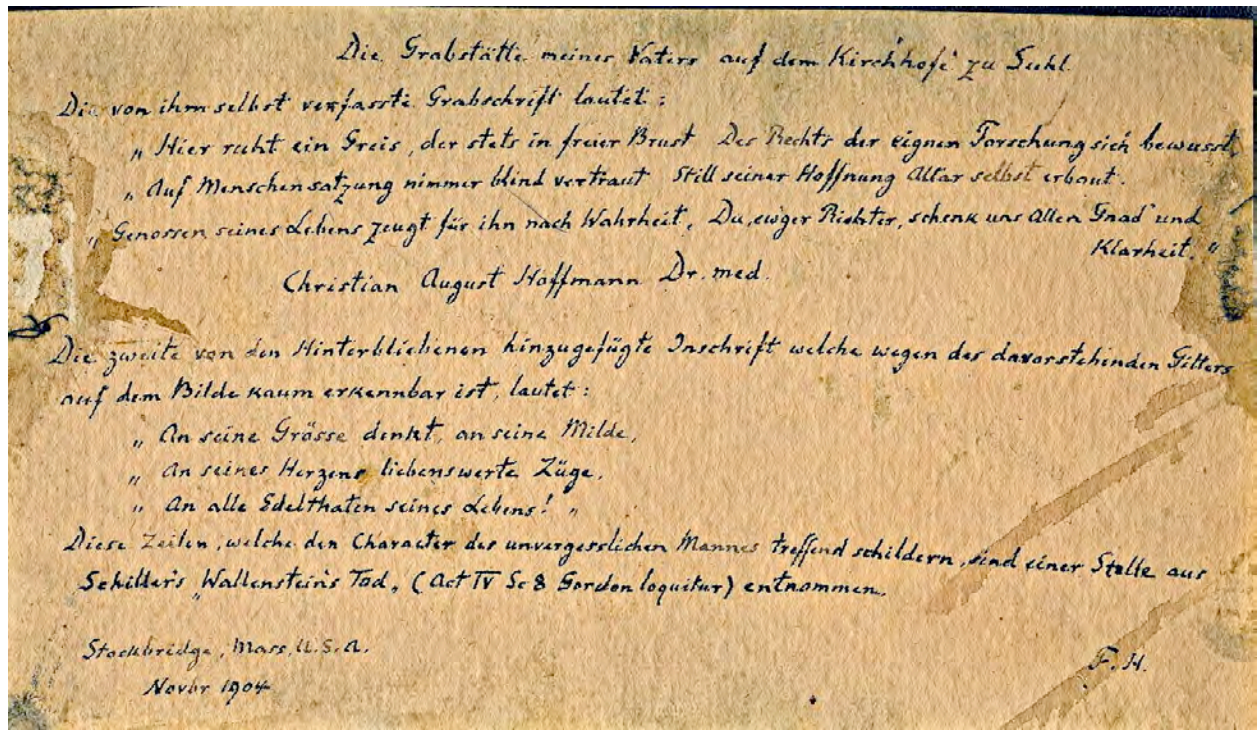 Die Grabstätte meines Vaters auf dem Kirchhofe zu Suhl.
Die von ihm selbst verfasste Grabschrift lautet:
„Hier ruht ein Greis, der stets in freier Brust Des Rechts der eignen Forschung sich bewusst,
„Auf Menschensatzung nimmer blind vertraut Still seiner Hoffnung Altar selbst erbaut.
„Genossen seines Lebens zeugt für ihn nach Wahrheit, Du, ewger Richter, schenk uns Allen Gnad' und
Klarheit."
Christian August Hoffmann Dr. med.
Die zweite von den Hinterbliebenen hinzugefügte Inschrift welche wegen des davorstehenden Gitters
auf dem Bilde kaum erkennbar ist, lautet:
„An seine Grösse denkt, an seine Milde,
„An seines Herzens liebenswerte Züge,
„An alle Edelthaten seines Lebens!"
Diese Zeilen, welche den Character des unvergesslichen Mannes treffend schildern, sind einer Stelle aus
Schiller's „Wallenstein's Tod" (Act IV Sc 8 Gordon loquitur) entnommen.
Stockbridge, Mass, U.S.A.
Novbr 1904
F.H.